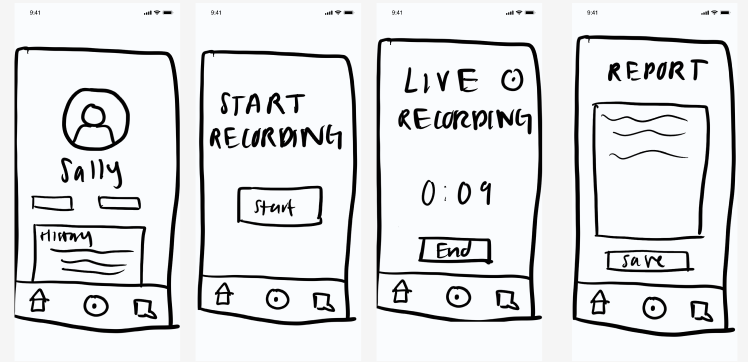 9:41
Sally
History
9:41
START
RECORDING
Start
9:41
LIVE
RECORDING
0:09
End
9:41
REPORT
save